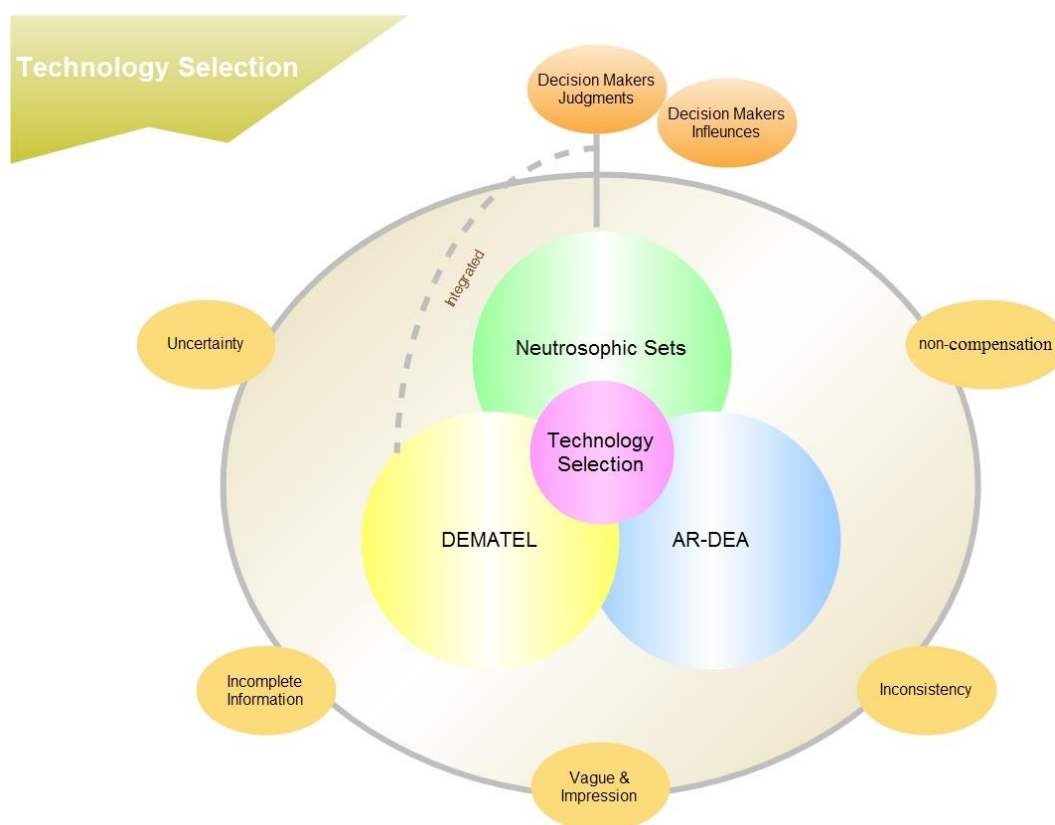 Technology Selection
Decision Makers
Judgments
Decision Makers
Infleunces
Integrated
Uncertainty
non-compensation
Neutrosophic Sets
Technology
Selection
DEMATEL
AR-DEA
Incomplete
Information
Inconsistency
Vague &
Impression